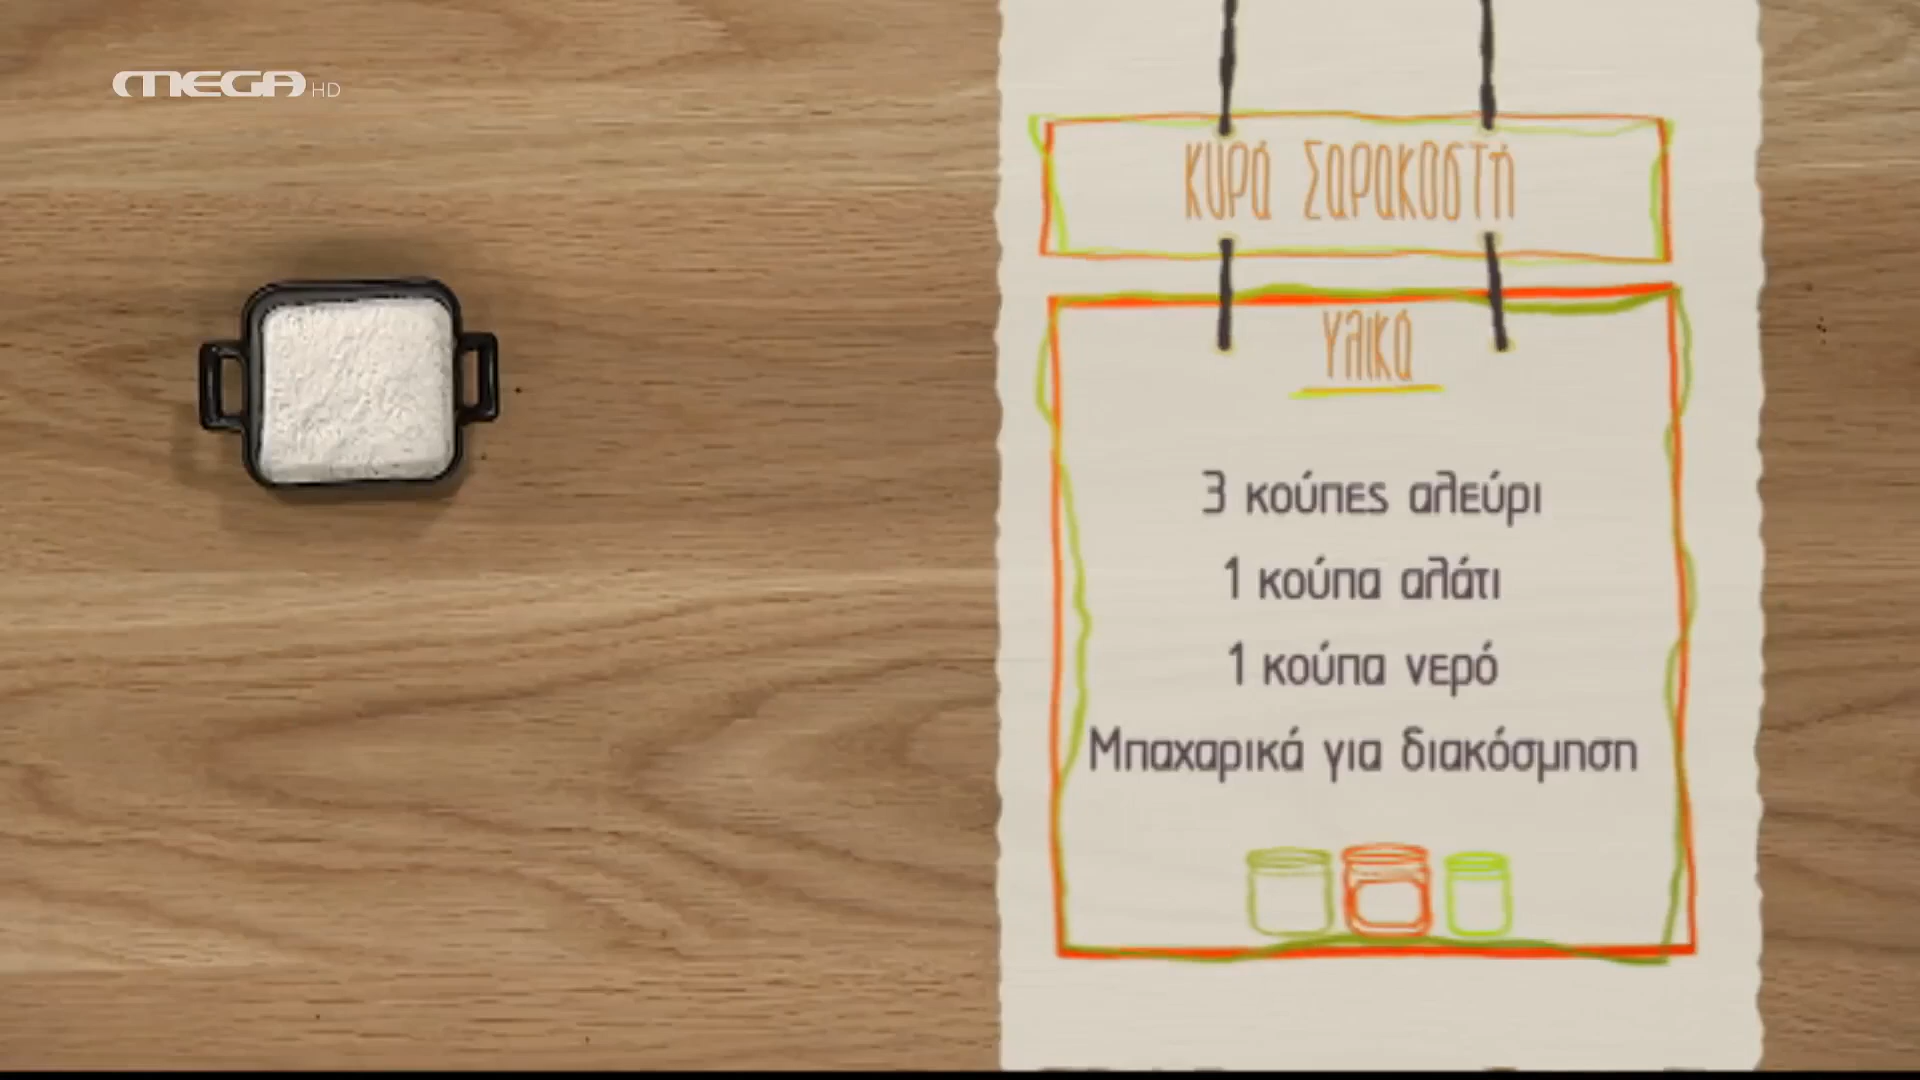 MEGA HD
Κυρά Σαρακοστή
Υλικά
3 κούπες αλεύρι
1 κούπα αλάτι
1 κούπα νερό
Μπαχαρικά για διακόσμηση